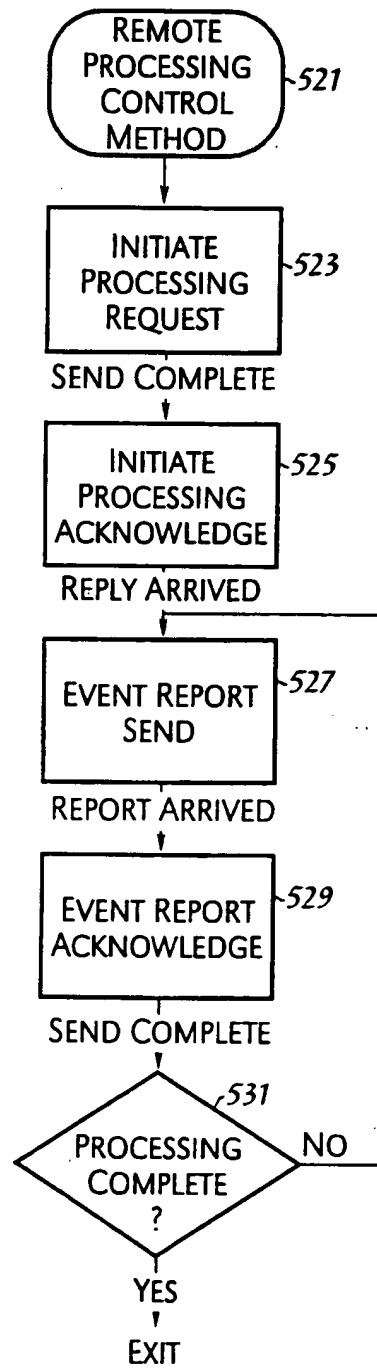 REMOTE
PROCESSING
CONTROL
METHOD
521
INITIATE
PROCESSING
REQUEST
523
SEND COMPLETE
INITIATE
PROCESSING
ACKNOWLEDGE
525
REPLY ARRIVED
EVENT REPORT
SEND
527
REPORT ARRIVED
EVENT REPORT
ACKNOWLEDGE
529
SEND COMPLETE
531
PROCESSING
COMPLETE
?
NO
YES
EXIT